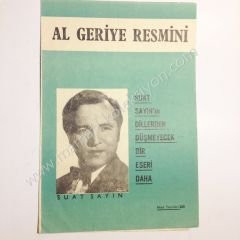 AL GERİYE RESMİNİ
SUAT
SAYIN'ın
DİLLERDEN
DÜŞMEYECEK
BİR
ESERİ
DAHA
SUAT SAYIN